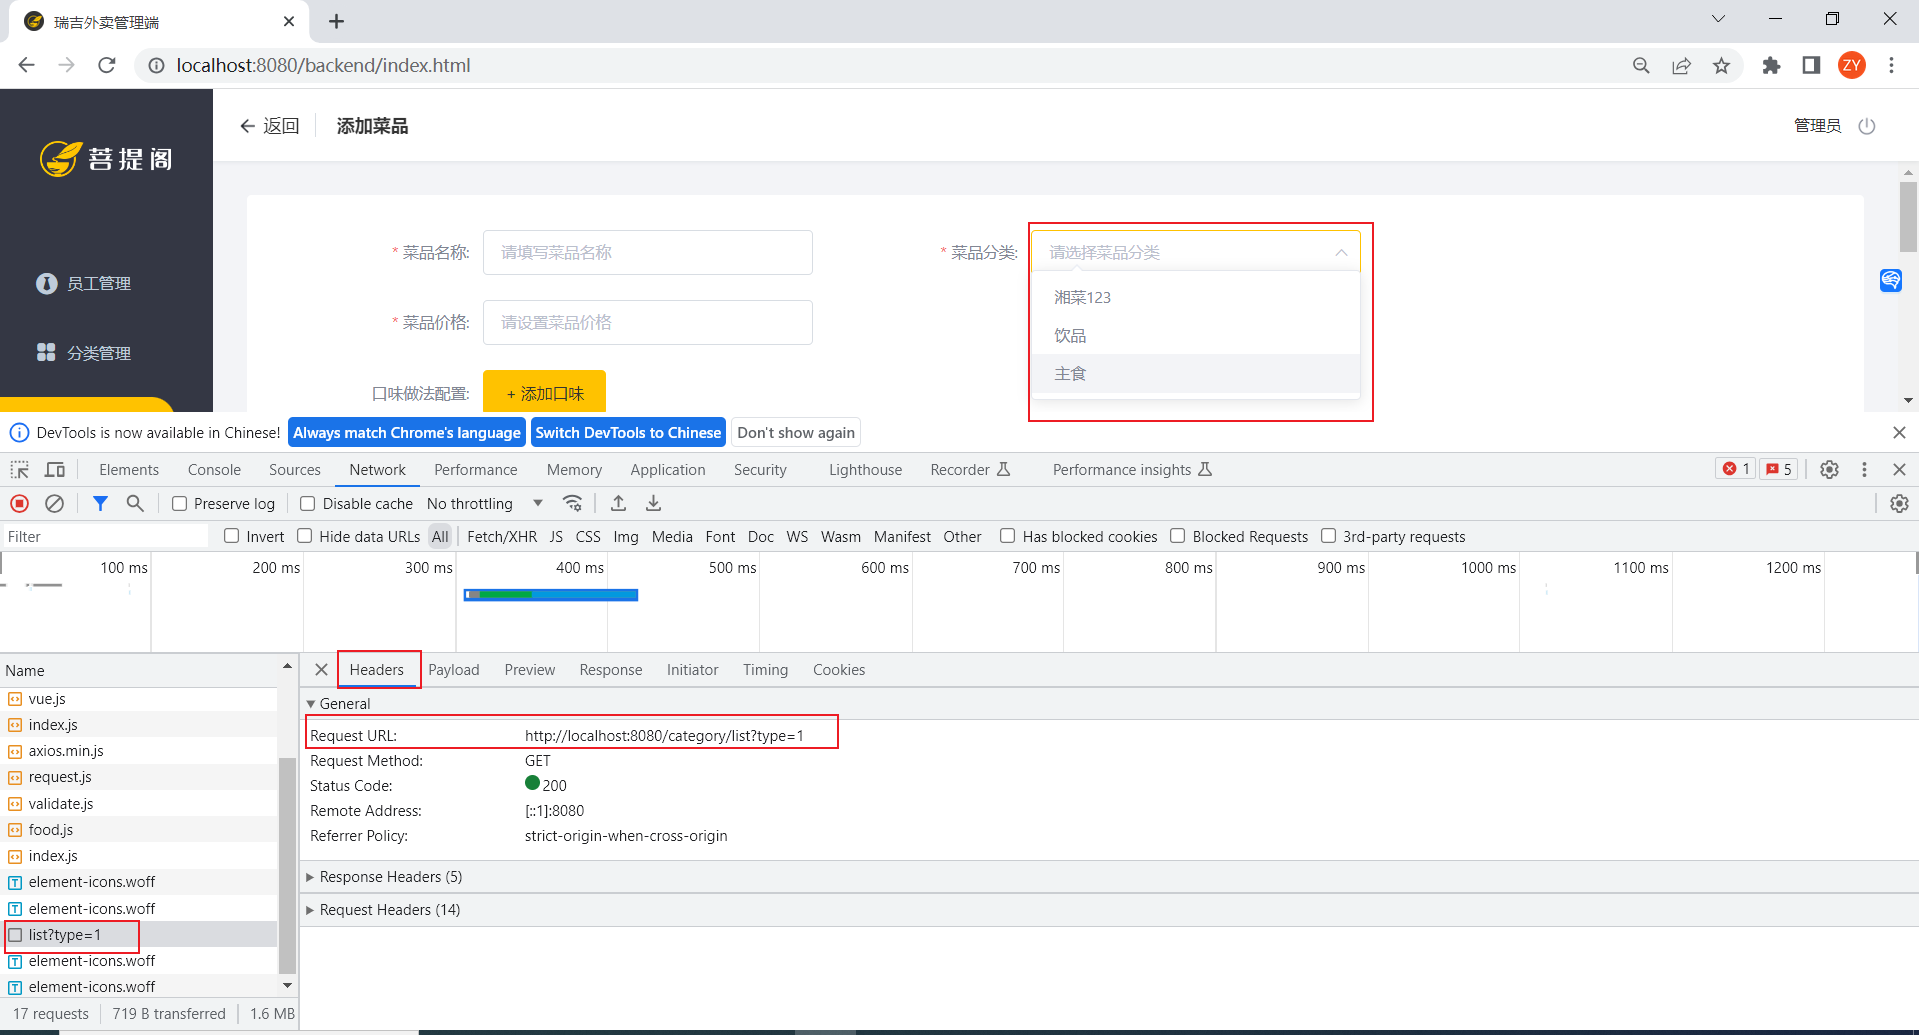 瑞吉外卖管理端
localhost:8080/backend/index.html
ZY
菩提阁
返回
添加菜品
管理员
员工管理
分类管理
* 菜品名称:
请填写菜品名称
* 菜品分类:
请选择菜品分类
湘菜123
饮品
主食
* 菜品价格:
请设置菜品价格
口味做法配置:
+ 添加口味
DevTools is now available in Chinese!
Always match Chrome's language
Switch DevTools to Chinese
Don't show again
Elements Console Sources Network Performance Memory Application Security Lighthouse Recorder Performance insights
1
5
Preserve log
Disable cache
No throttling
Filter
Invert
Hide data URLs
All Fetch/XHR JS CSS Img Media Font Doc WS Wasm Manifest Other
Has blocked cookies
Blocked Requests
3rd-party requests
100 ms 200 ms 300 ms 400 ms 500 ms 600 ms 700 ms 800 ms 900 ms 1000 ms 1100 ms 1200 ms
Name
vue.js
index.js
axios.min.js
request.js
validate.js
food.js
index.js
element-icons.woff
element-icons.woff
list?type=1
element-icons.woff
element-icons.woff
17 requests
719 B transferred
1.6 MB
Headers Payload Preview Response Initiator Timing Cookies
General
Request URL: http://localhost:8080/category/list?type=1
Request Method: GET
Status Code: 200
Remote Address: [::1]:8080
Referrer Policy: strict-origin-when-cross-origin
Response Headers (5)
Request Headers (14)